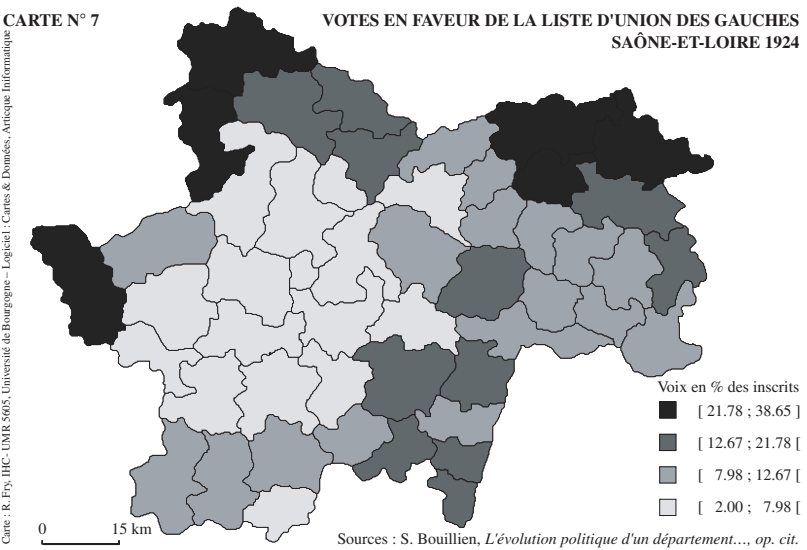 CARTE N° 7
VOTES EN FAVEUR DE LA LISTE D'UNION DES GAUCHES
SAÔNE-ET-LOIRE 1924
Carte : R. Fry, IHC- UMR 5605, Université de Bourgogne – Logiciel : Cartes & Données, Articque Iniformatique
Voix en % des inscrits
[ 21.78 ; 38.65 ]
[ 12.67 ; 21.78 [
[ 7.98 ; 12.67 [
[ 2.00 ; 7.98 [
0 15 km
Sources : S. Bouillien, L'évolution politique d'un département…, op. cit.